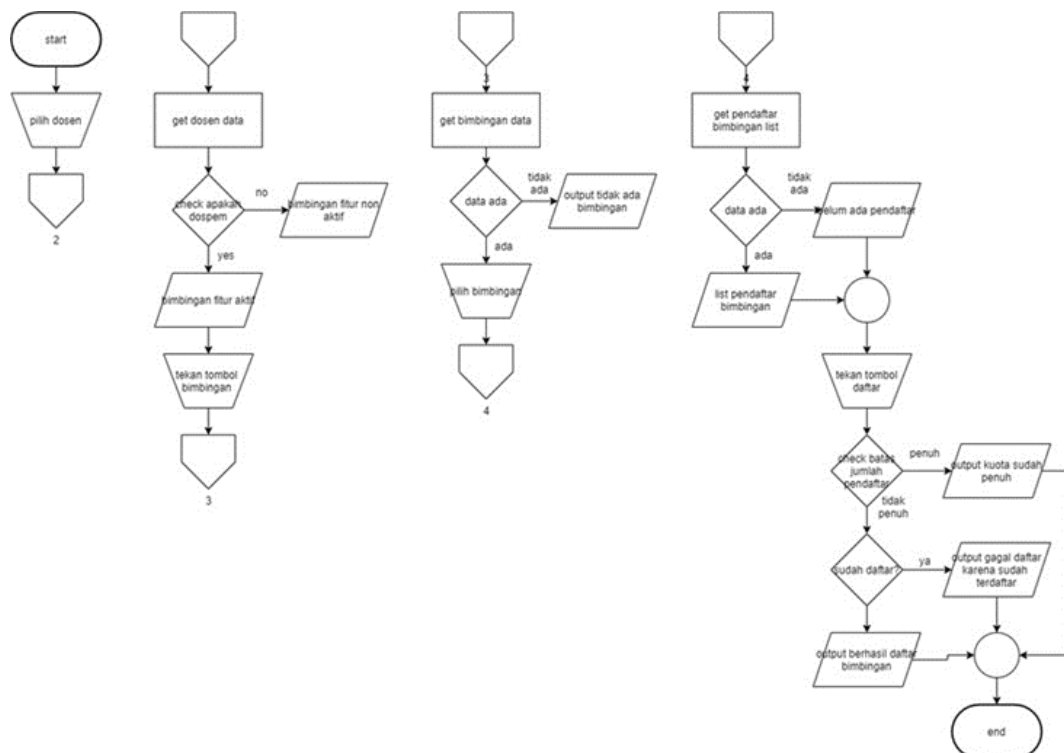 start
pilih dosen
2
get dosen data
check apakah
dospem
no
bimbingan fitur non
aktif
yes
bimbingan fitur aktif
tekan tombol
bimbingan
3
3
get bimbingan data
data ada
tidak
ada
output tidak ada
bimbingan
ada
pilih bimbingan
4
4
get pendaftar
bimbingan list
data ada
tidak
ada
belum ada pendaftar
ada
list pendaftar
bimbingan
tekan tombol
daftar
check batas
jumlah
pendaftar
penuh
output kuota sudah
penuh
tidak
penuh
sudah daftar?
ya
output gagal daftar
karena sudah
terdaftar
output berhasil daftar
bimbingan
end